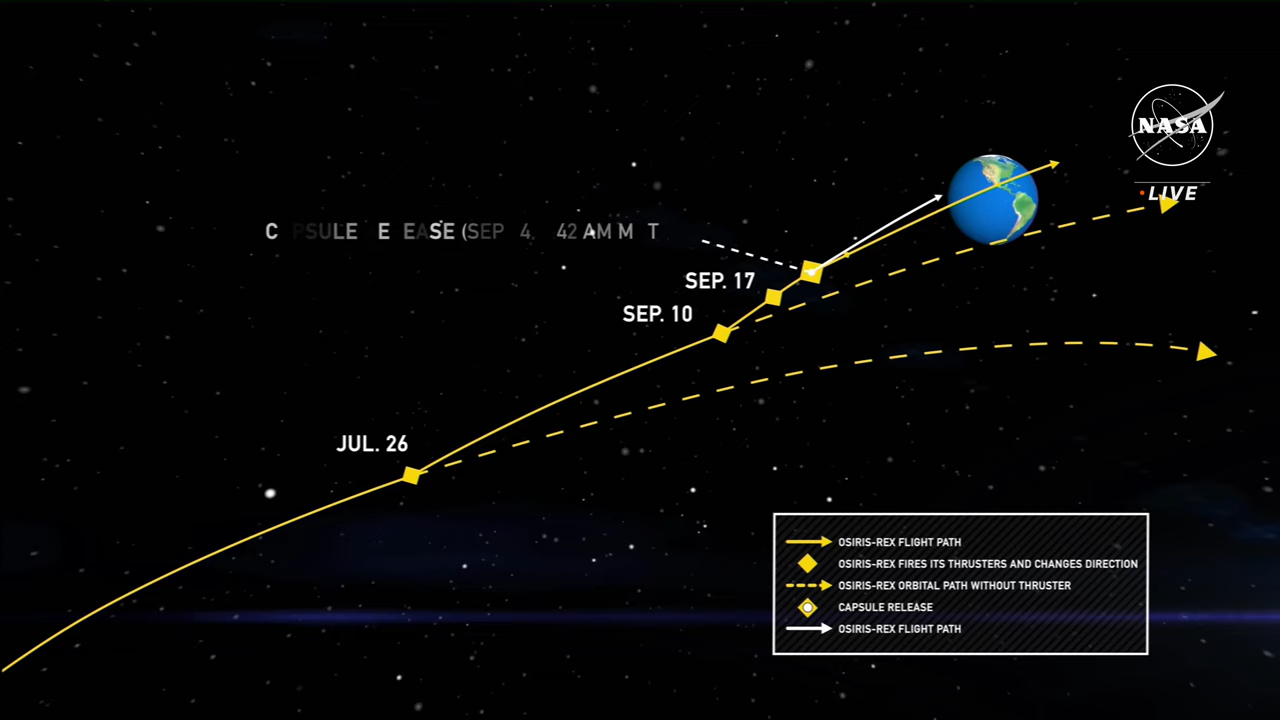 NASA
LIVE
SEP. 17
SEP. 10
JUL. 26
OSIRIS-REX FLIGHT PATH
OSIRIS-REX FIRES ITS THRUSTERS AND CHANGES DIRECTION
OSIRIS-REX ORBITAL PATH WITHOUT THRUSTER
CAPSULE RELEASE
OSIRIS-REX FLIGHT PATH